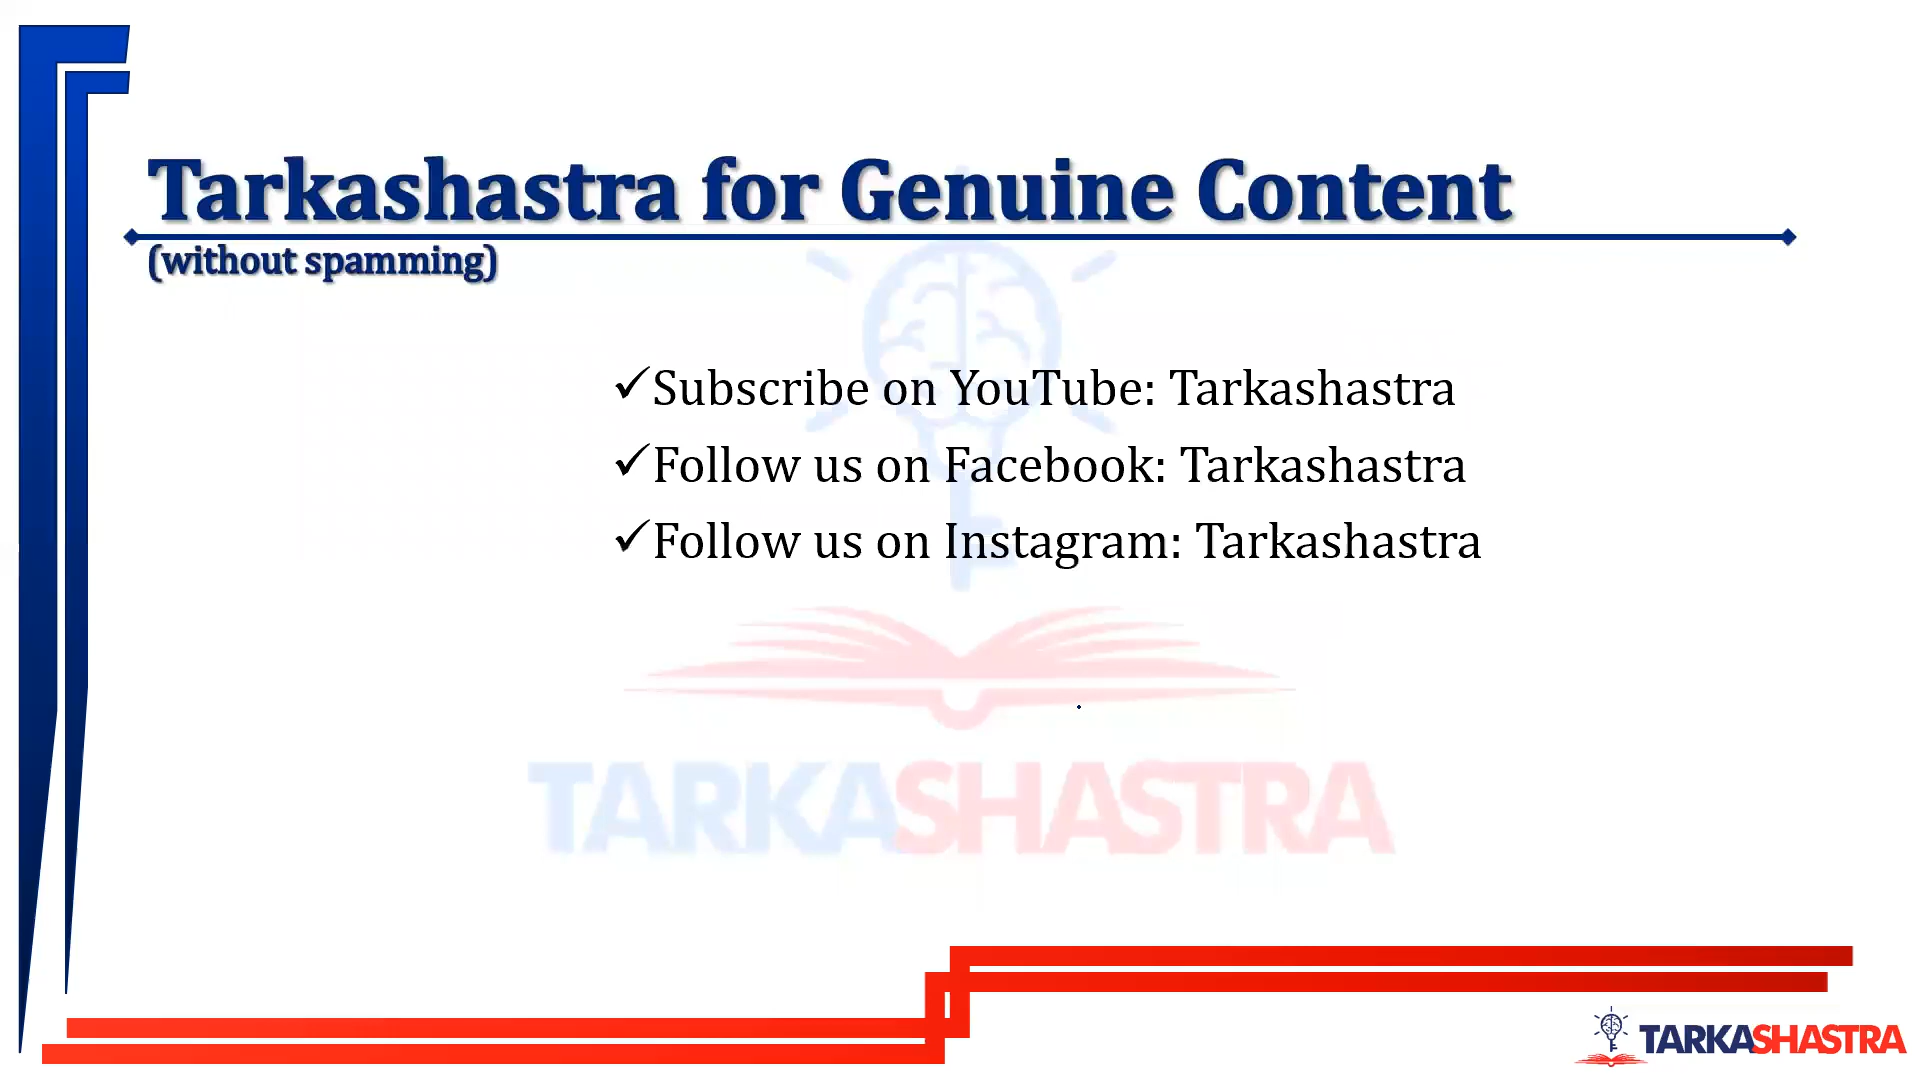 Tarkashastra for Genuine Content
(without spamming)
✓Subscribe on YouTube: Tarkashastra
✓Follow us on Facebook: Tarkashastra
✓Follow us on Instagram: Tarkashastra
TARKASHASTRA
TARKASHASTRA